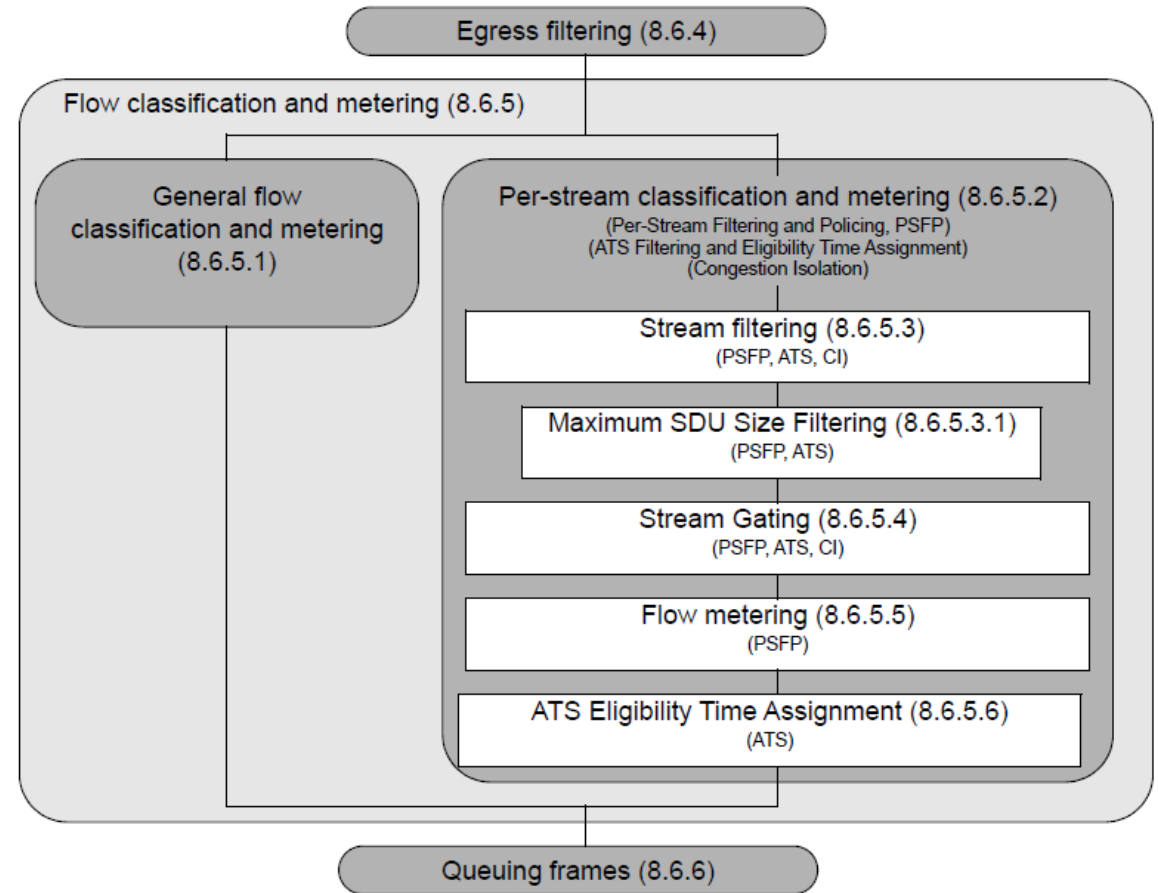 Egress filtering (8.6.4)
Flow classification and metering (8.6.5)
General flow
classification and metering
(8.6.5.1)
Per-stream classification and metering (8.6.5.2)
(Per-Stream Filtering and Policing, PSFP)
(ATS Filtering and Eligibility Time Assignment)
(Congestion Isolation)
Stream filtering (8.6.5.3)
(PSFP, ATS, CI)
Maximum SDU Size Filtering (8.6.5.3.1)
(PSFP, ATS)
Stream Gating (8.6.5.4)
(PSFP, ATS, CI)
Flow metering (8.6.5.5)
(PSFP)
ATS Eligibility Time Assignment (8.6.5.6)
(ATS)
Queuing frames (8.6.6)